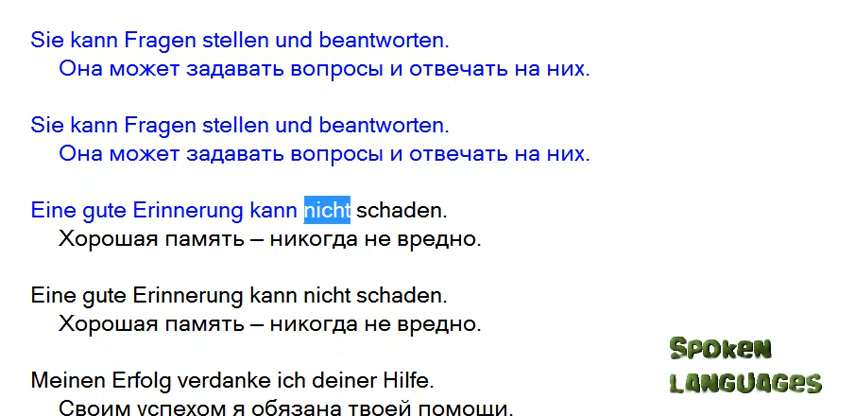 Sie kann Fragen stellen und beantworten.
Она может задавать вопросы и отвечать на них.
Sie kann Fragen stellen und beantworten.
Она может задавать вопросы и отвечать на них.
Eine gute Erinnerung kann nicht schaden.
Хорошая память – никогда не вредно.
Eine gute Erinnerung kann nicht schaden.
Хорошая память – никогда не вредно.
Meinen Erfolg verdanke ich deiner Hilfe.
Своим успехом я обязана твоей помощи.
Spoken
Languages